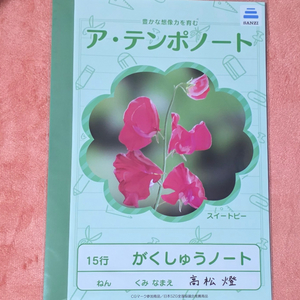 豊かな想像力を育む
HANEI
ア・テンポノート
スイートピー
15行 がくしゅうノート
ねん くみ なまえ 高松 燈